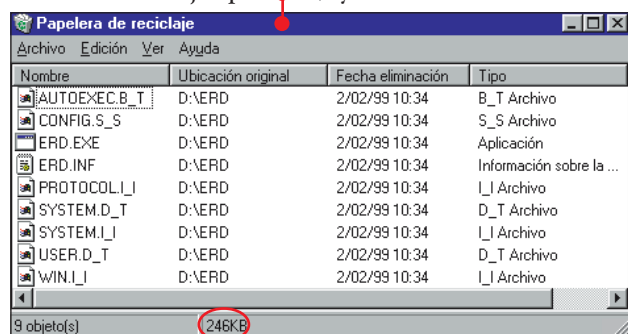 Papelera de reciclaje
Archivo Edición Ver Ayuda
Nombre Ubicación original Fecha eliminación Tipo
AUTOEXEC.B_T D:\ERD 2/02/99 10:34 B_T Archivo
CONFIG.S_S D:\ERD 2/02/99 10:34 S_S Archivo
ERD.EXE D:\ERD 2/02/99 10:34 Aplicación
ERD.INF D:\ERD 2/02/99 10:34 Información sobre la ...
PROTOCOL.I_I D:\ERD 2/02/99 10:34 I_I Archivo
SYSTEM.D_T D:\ERD 2/02/99 10:34 D_T Archivo
SYSTEM.I_I D:\ERD 2/02/99 10:34 I_I Archivo
USER.D_T D:\ERD 2/02/99 10:34 D_T Archivo
WIN.I_I D:\ERD 2/02/99 10:34 I_I Archivo
9 objeto(s) 246KB